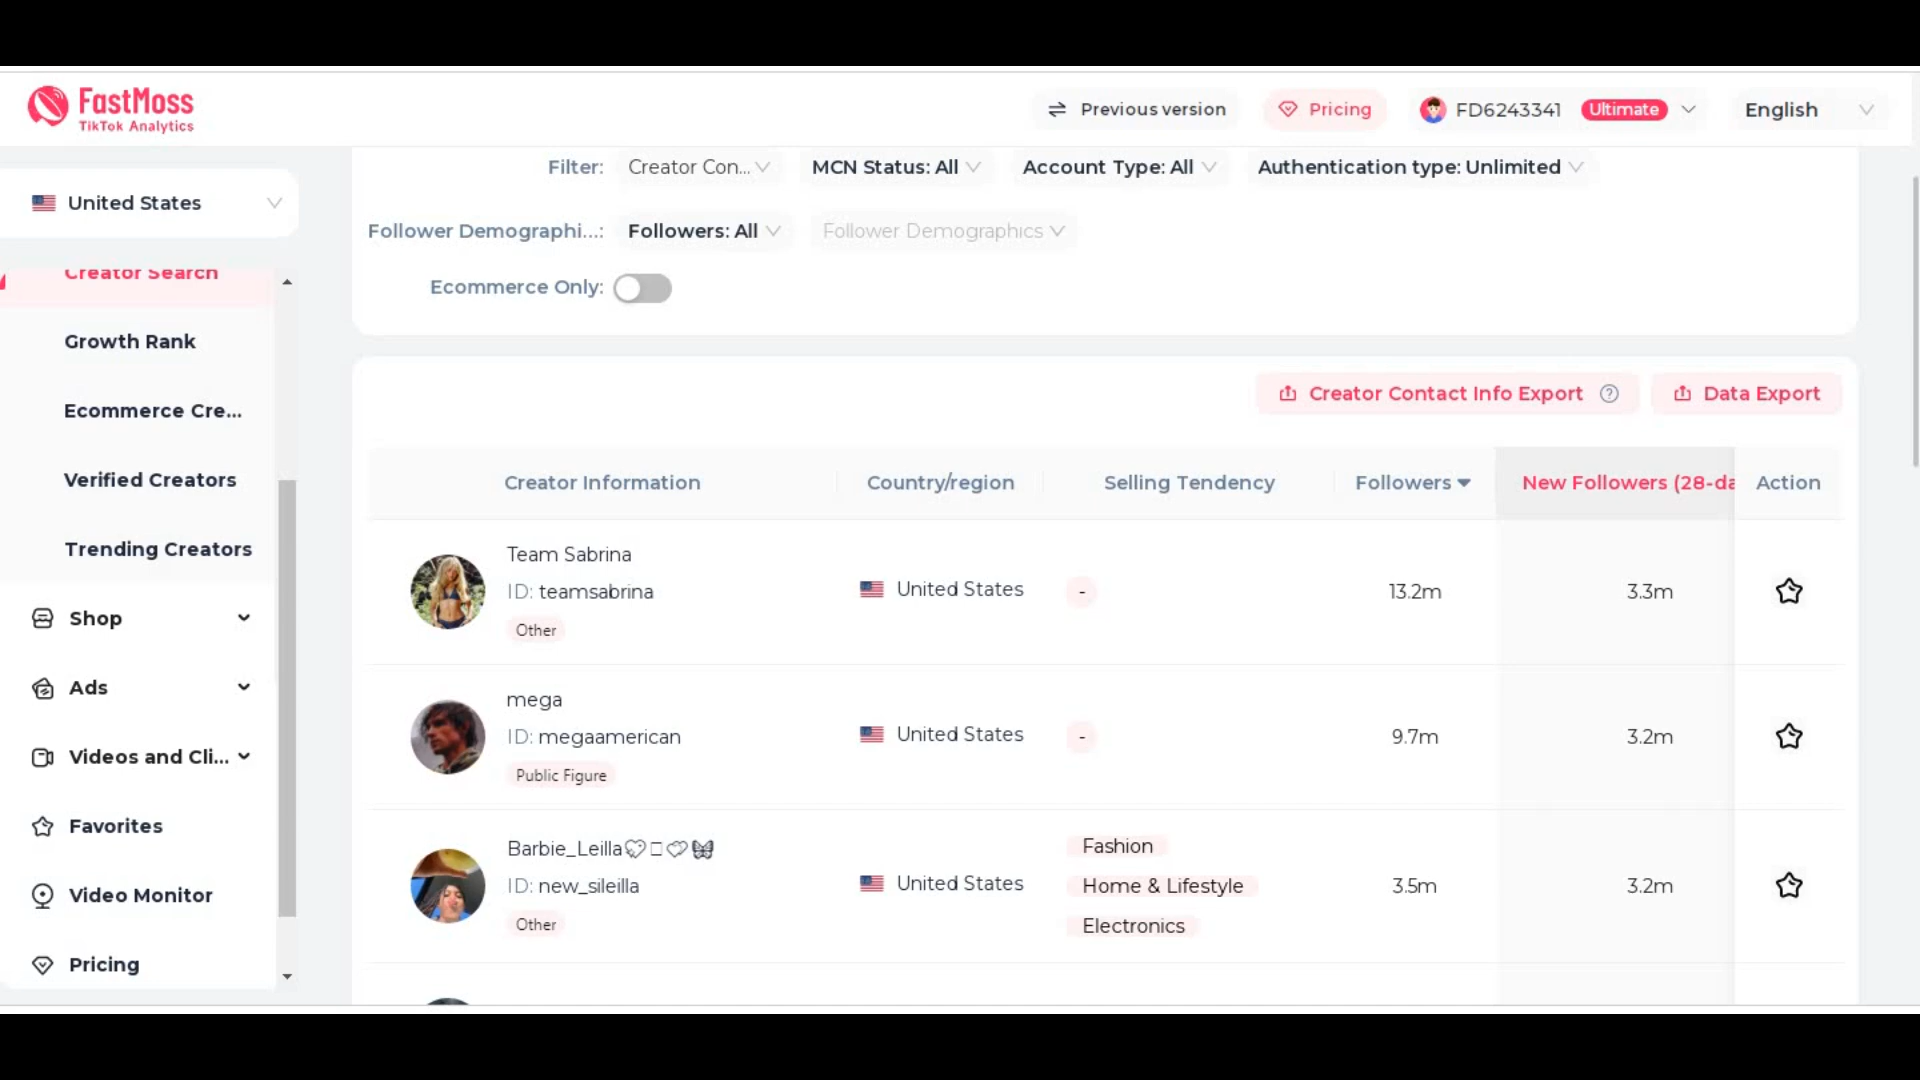 FastMoss
TikTok Analytics
Previous version
Pricing
FD6243341
Ultimate
English
United States
Creator Search
Growth Rank
Ecommerce Cre...
Verified Creators
Trending Creators
Shop
Ads
Videos and Cli...
Favorites
Video Monitor
Pricing
Filter: Creator Con... MCN Status: All Account Type: All Authentication type: Unlimited
Follower Demographi...: Followers: All Follower Demographics
Ecommerce Only:
Creator Contact Info Export
Data Export
Creator Information Country/region Selling Tendency Followers New Followers (28-da Action
Team Sabrina
ID: teamsabrina
Other
United States
-
13.2m
3.3m
mega
ID: megaamerican
Public Figure
United States
-
9.7m
3.2m
Barbie_Leilla
ID: new_sileilla
Other
United States
Fashion
Home & Lifestyle
Electronics
3.5m
3.2m